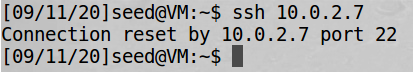 [09/11/20]seed@VM:~$ ssh 10.0.2.7
Connection reset by 10.0.2.7 port 22
[09/11/20]seed@VM:~$